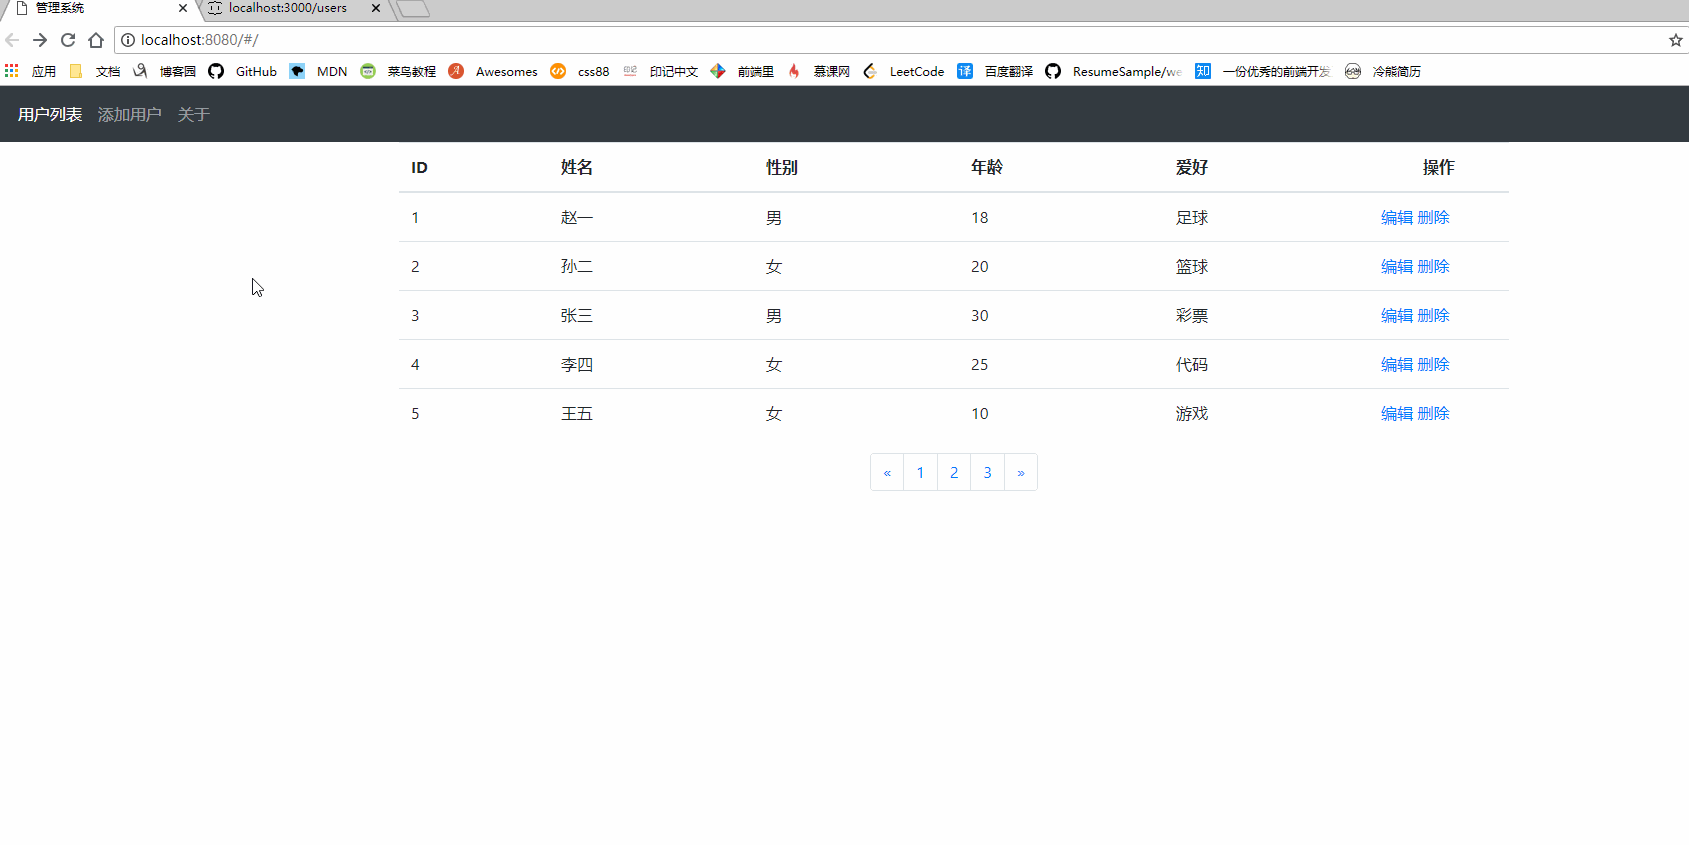 管理系统 localhost:3000/users
localhost:8080/#/
应用 文档 博客园 GitHub MDN 菜鸟教程 Awesomes css88 印记中文 前端里 慕课网 LeetCode 百度翻译 ResumeSample/we 一份优秀的前端开发 冷熊简历
用户列表 添加用户 关于
ID 姓名 性别 年龄 爱好 操作
1 赵一 男 18 足球 编辑 删除
2 孙二 女 20 篮球 编辑 删除
3 张三 男 30 彩票 编辑 删除
4 李四 女 25 代码 编辑 删除
5 王五 女 10 游戏 编辑 删除
« 1 2 3 »